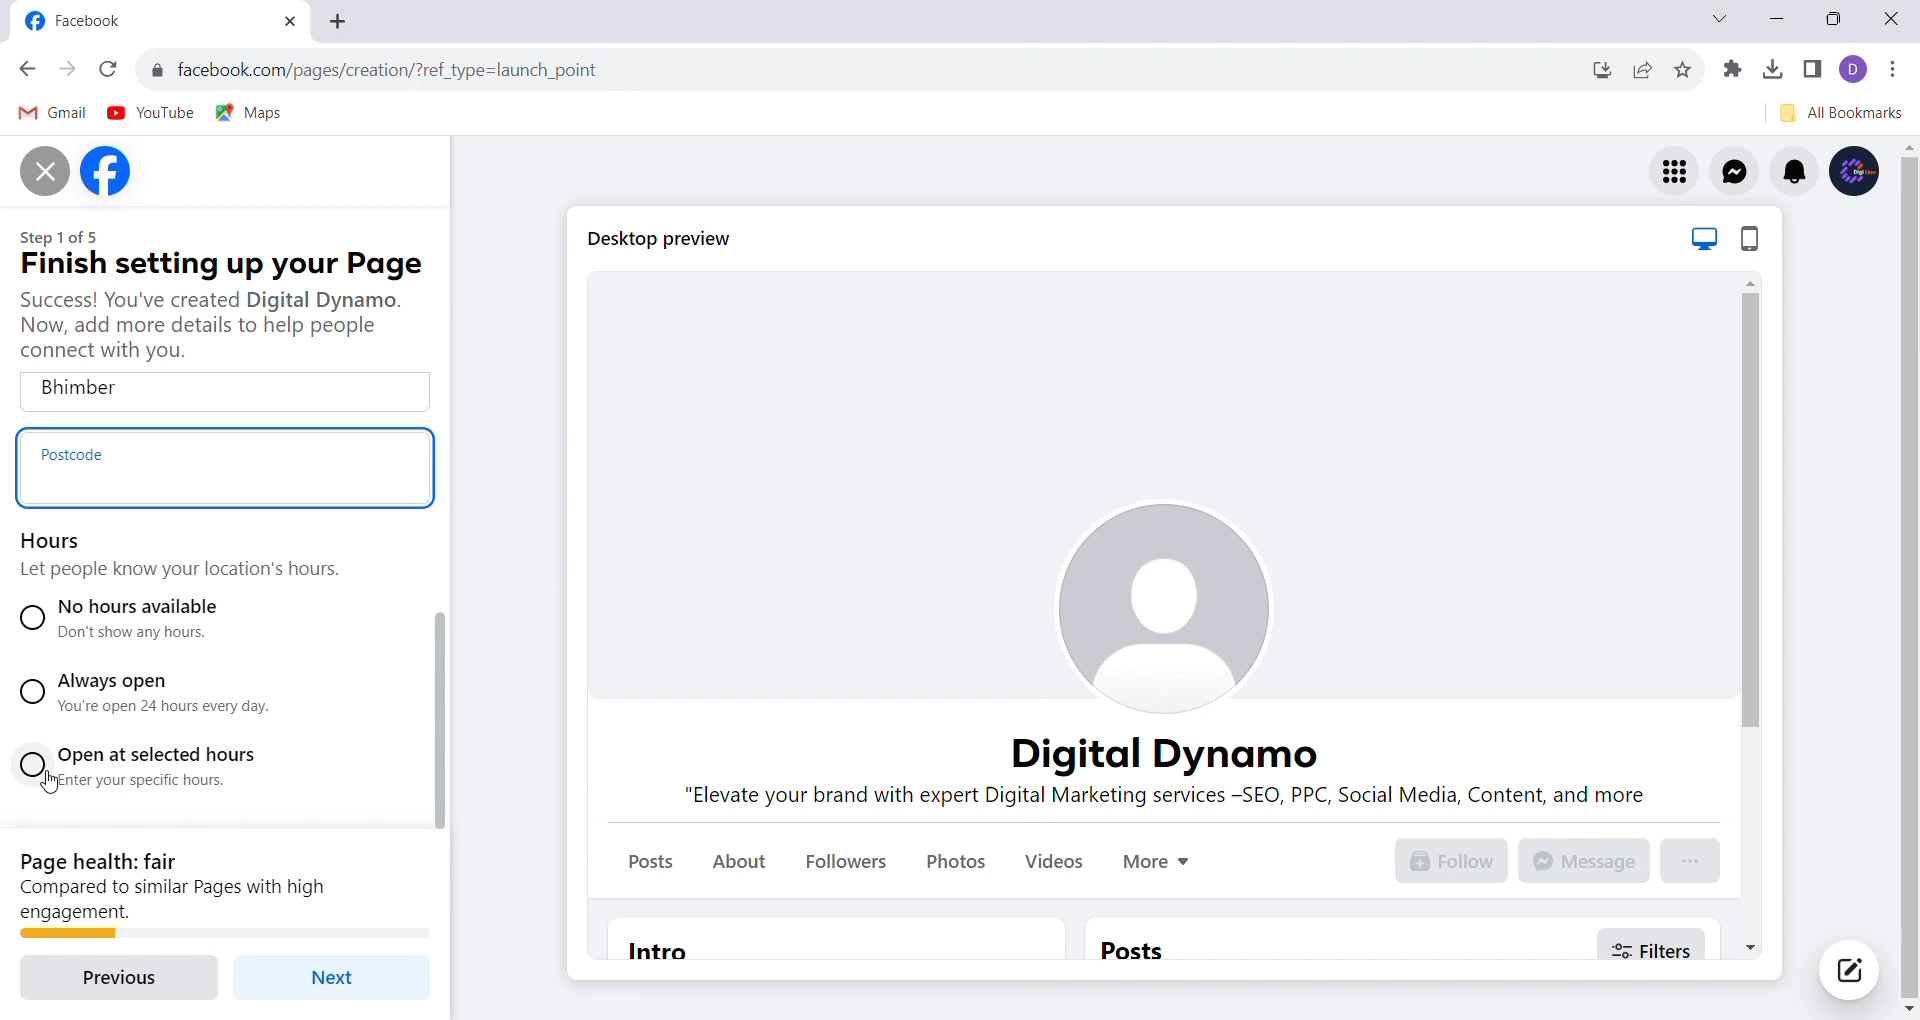 Facebook
facebook.com/pages/creation/?ref_type=launch_point
D
Gmail YouTube Maps
All Bookmarks
Step 1 of 5
Finish setting up your Page
Success! You've created Digital Dynamo.
Now, add more details to help people
connect with you.
Bhimber
Postcode
Hours
Let people know your location's hours.
No hours available
Don't show any hours.
Always open
You're open 24 hours every day.
Open at selected hours
Enter your specific hours.
Page health: fair
Compared to similar Pages with high
engagement.
Previous Next
Desktop preview
Digital Dynamo
"Elevate your brand with expert Digital Marketing services –SEO, PPC, Social Media, Content, and more
Posts About Followers Photos Videos More
Follow Message
Intro
Posts
Filters